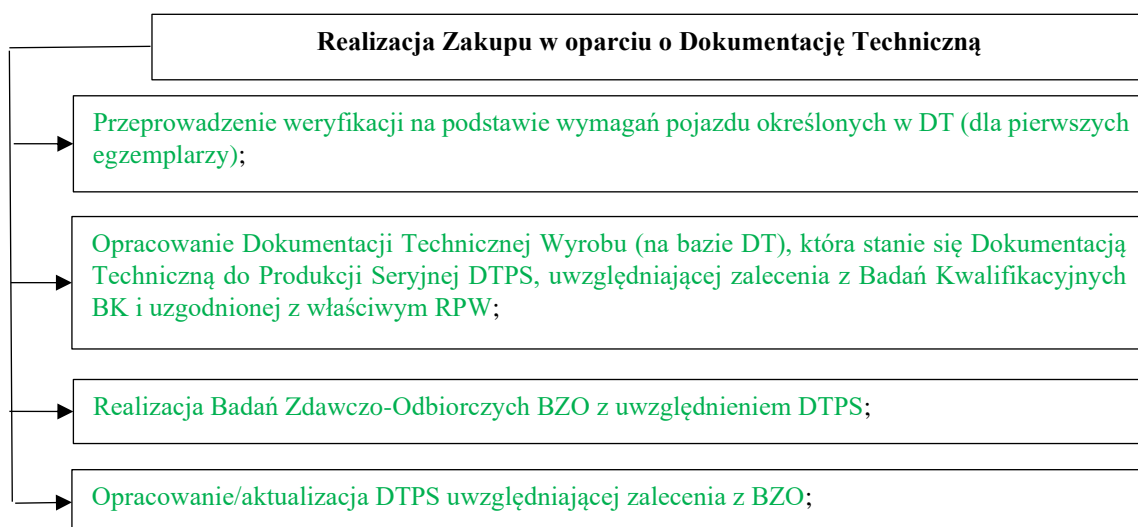 Realizacja Zakupu w oparciu o Dokumentację Techniczną
Przeprowadzenie weryfikacji na podstawie wymagań pojazdu określonych w DT (dla pierwszych
egzemplarzy);
Opracowanie Dokumentacji Technicznej Wyrobu (na bazie DT), która stanie się Dokumentacją
Techniczną do Produkcji Seryjnej DTPS, uwzględniającej zalecenia z Badań Kwalifikacyjnych
BK i uzgodnionej z właściwym RPW;
Realizacja Badań Zdawczo-Odbiorczych BZO z uwzględnieniem DTPS;
Opracowanie/aktualizacja DTPS uwzględniającej zalecenia z BZO;